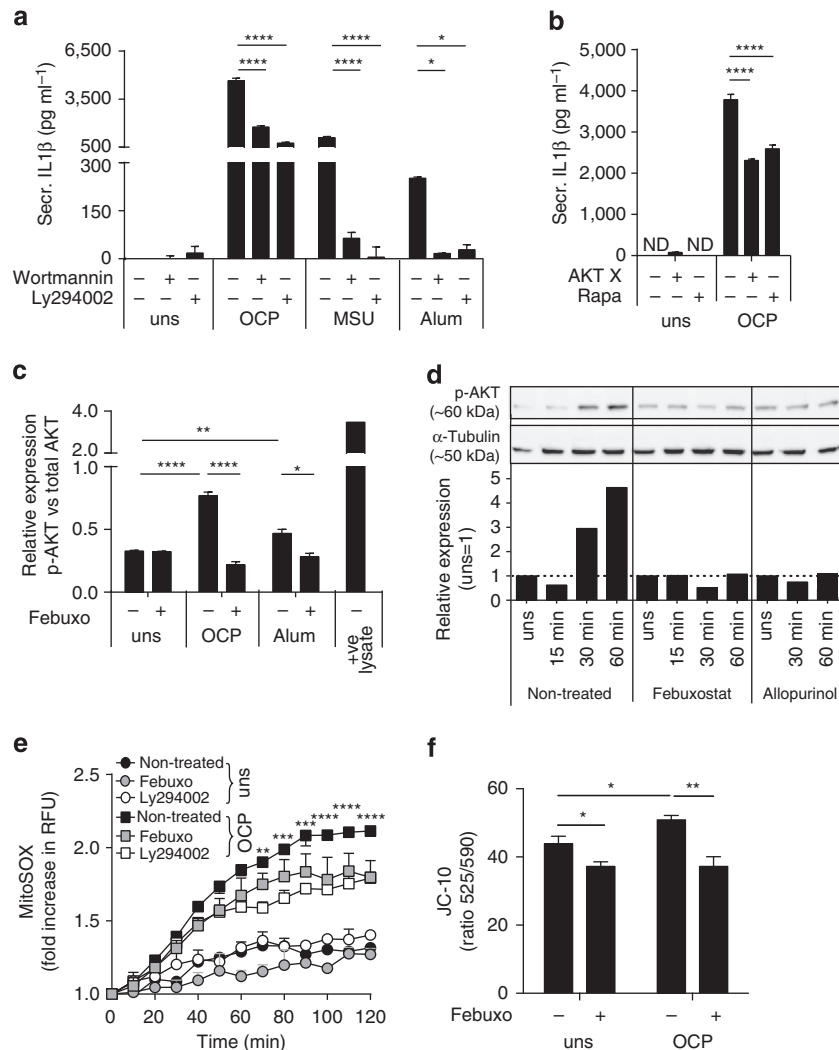 a
6,500
3,500
500
300
150
0
Secr. IL1β (pg ml⁻¹)
**** ****
**** ****
*
*
Wortmannin – + – – + – – + – – + –
Ly294002 – – + – – + – – + – – +
uns OCP MSU Alum
b
5,000
4,000
3,000
2,000
1,000
0
Secr. IL1β (pg ml⁻¹)
****
****
ND ND
AKT X – + – – + –
Rapa – – + – – +
uns OCP
c
4.0
2.0
1.0
0.5
0.0
Relative expression
p-AKT vs total AKT
**
**** ****
*
Febuxo – + – + – + –
uns OCP Alum
+ve
lysate
d
p-AKT
(~60 kDa)
α-Tubulin
(~50 kDa)
5
4
3
2
1
0
Relative expression
(uns=1)
uns 15 min 30 min 60 min uns 15 min 30 min 60 min uns 30 min 60 min
Non-treated Febuxostat Allopurinol
e
Non-treated
Febuxo
Ly294002
uns
Non-treated
Febuxo
Ly294002
OCP
2.5
2.0
1.5
1.0
MitoSOX
(fold increase in RFU)
** *** *** **** **** ****
0 20 40 60 80 100 120
Time (min)
f
60
40
20
0
JC-10
(ratio 525/590)
* **
*
Febuxo – + – +
uns OCP